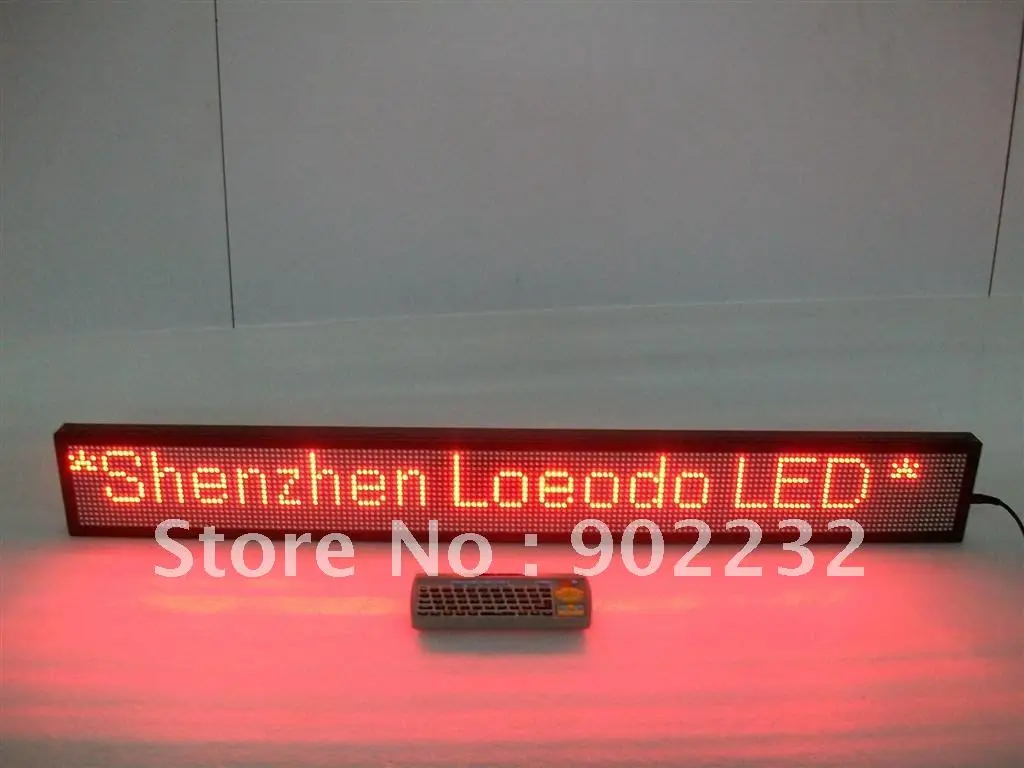 *Shenzhen Loeodo LED*
Store No : 902232